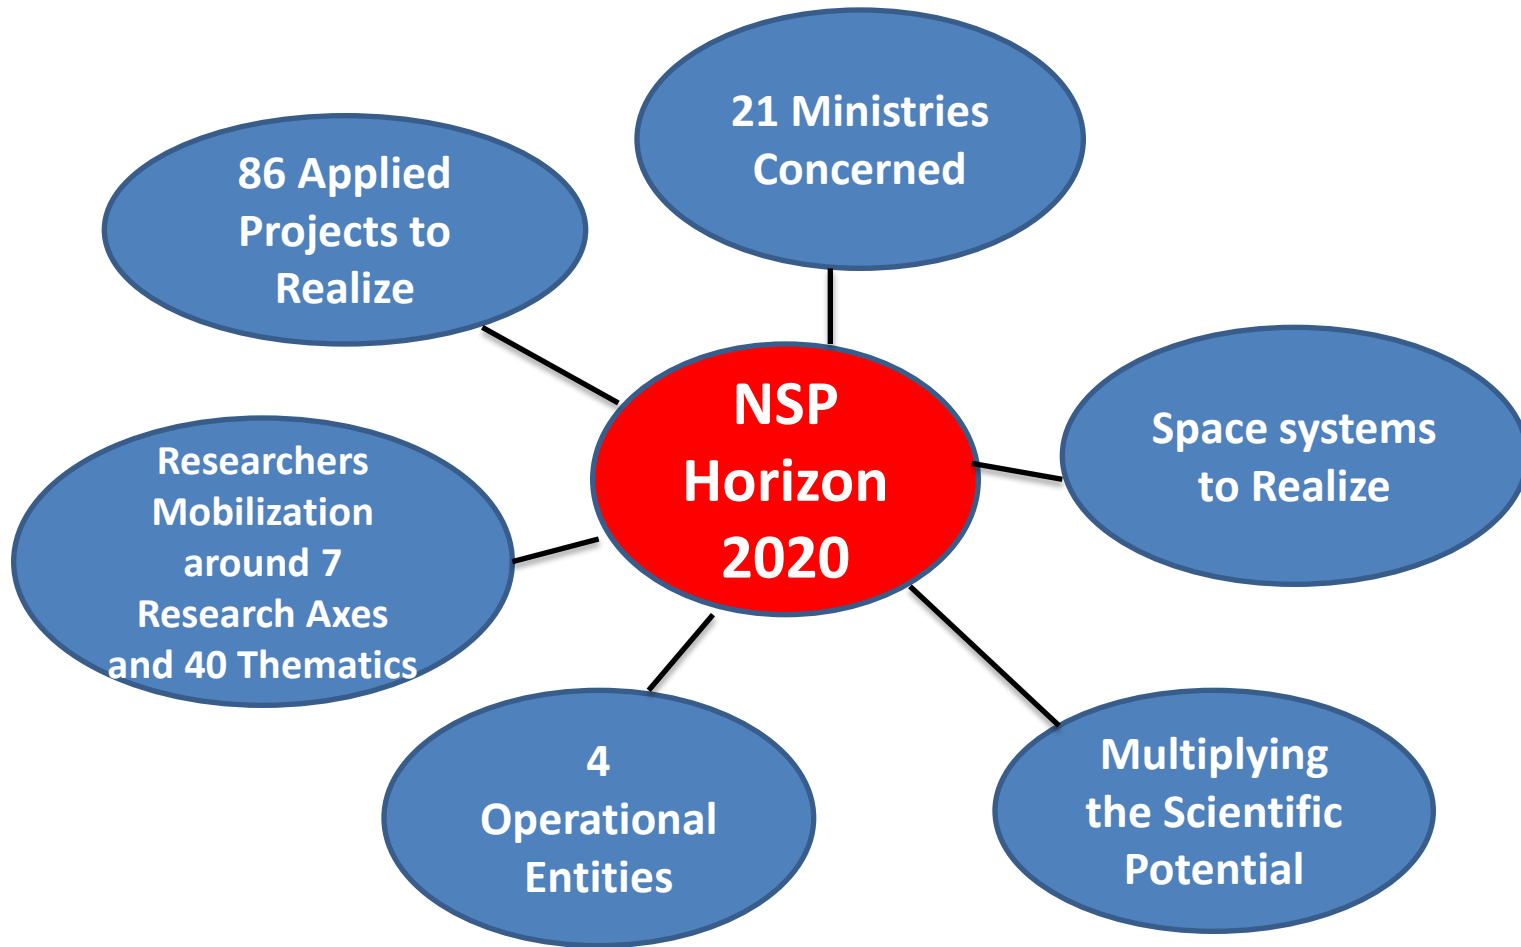 21 Ministries
Concerned
86 Applied
Projects to
Realize
NSP
Horizon
2020
Space systems
to Realize
Researchers
Mobilization
around 7
Research Axes
and 40 Thematics
4
Operational
Entities
Multiplying
the Scientific
Potential